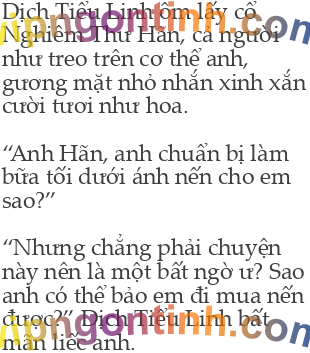 Dịch Tiểu Linh ôm lấy cổ
Nghiêm Thư Hãn, cả người
như treo trên cơ thể anh,
gương mặt nhỏ nhắn xinh xắn
cười tươi như hoa.
“Anh Hãn, anh chuẩn bị làm
bữa tối dưới ánh nến cho em
sao?”
“Nhưng chẳng phải chuyện
này nên là một bất ngờ ư? Sao
anh có thể bảo em đi mua nến
được?” Dịch Tiểu Linh bất
mãn liếc anh.